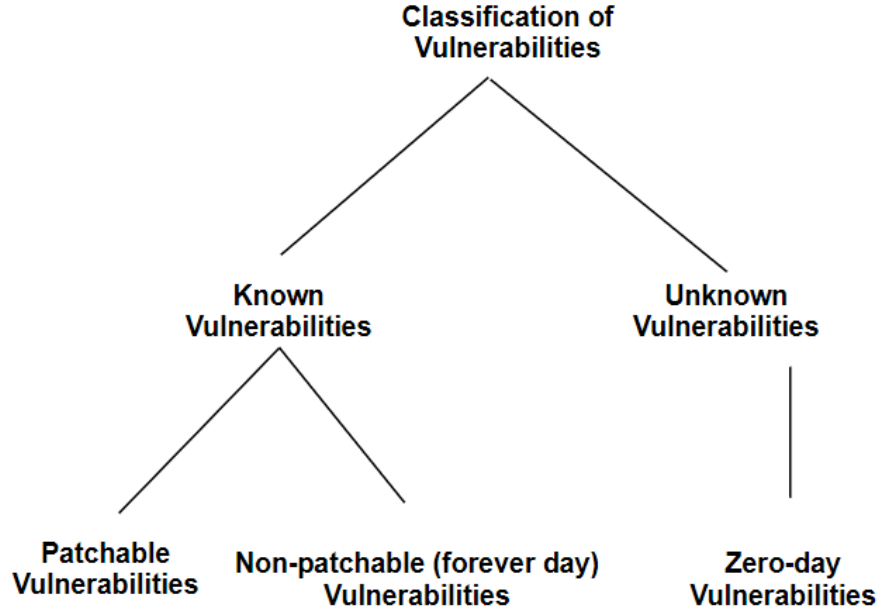 Classification of
Vulnerabilities
Known
Vulnerabilities
Unknown
Vulnerabilities
Patchable
Vulnerabilities
Non-patchable (forever day)
Vulnerabilities
Zero-day
Vulnerabilities